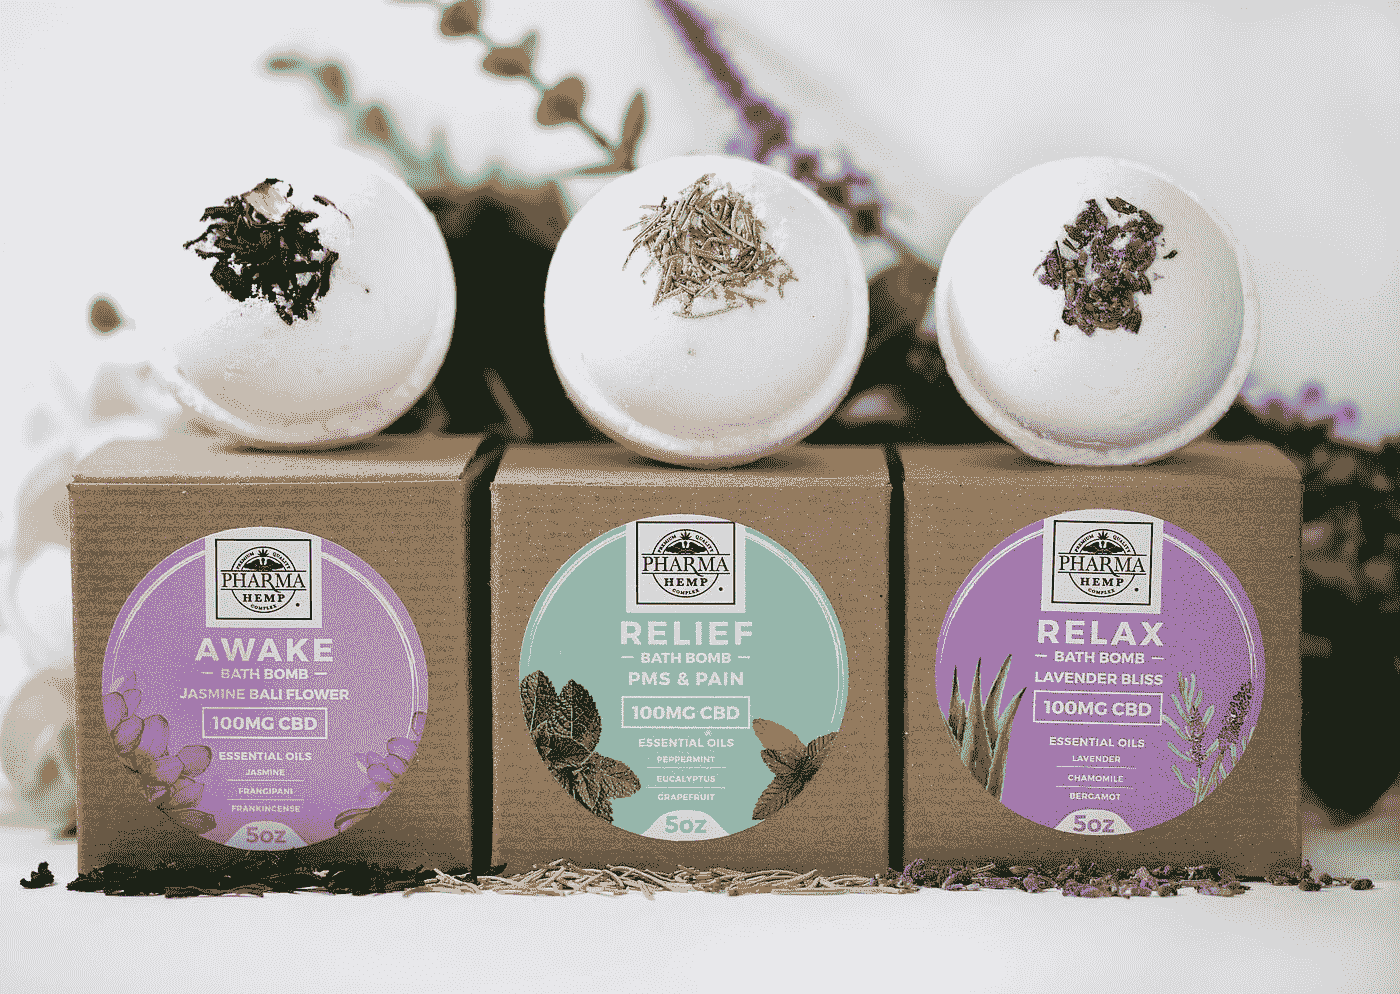 PREMIUM QUALITY
PHARMA
HEMP
COMPLEX
AWAKE
BATH BOMB
JASMINE BALI FLOWER
100MG CBD
ESSENTIAL OILS
JASMINE
FRANGIPANI
FRANKINCENSE
5oz
PREMIUM QUALITY
PHARMA
HEMP
COMPLEX
RELIEF
BATH BOMB
PMS & PAIN
100MG CBD
ESSENTIAL OILS
PEPPERMINT
EUCALYPTUS
GRAPEFRUIT
5oz
PREMIUM QUALITY
PHARMA
HEMP
COMPLEX
RELAX
BATH BOMB
LAVENDER BLISS
100MG CBD
ESSENTIAL OILS
LAVENDER
CHAMOMILE
BERGAMOT
5oz